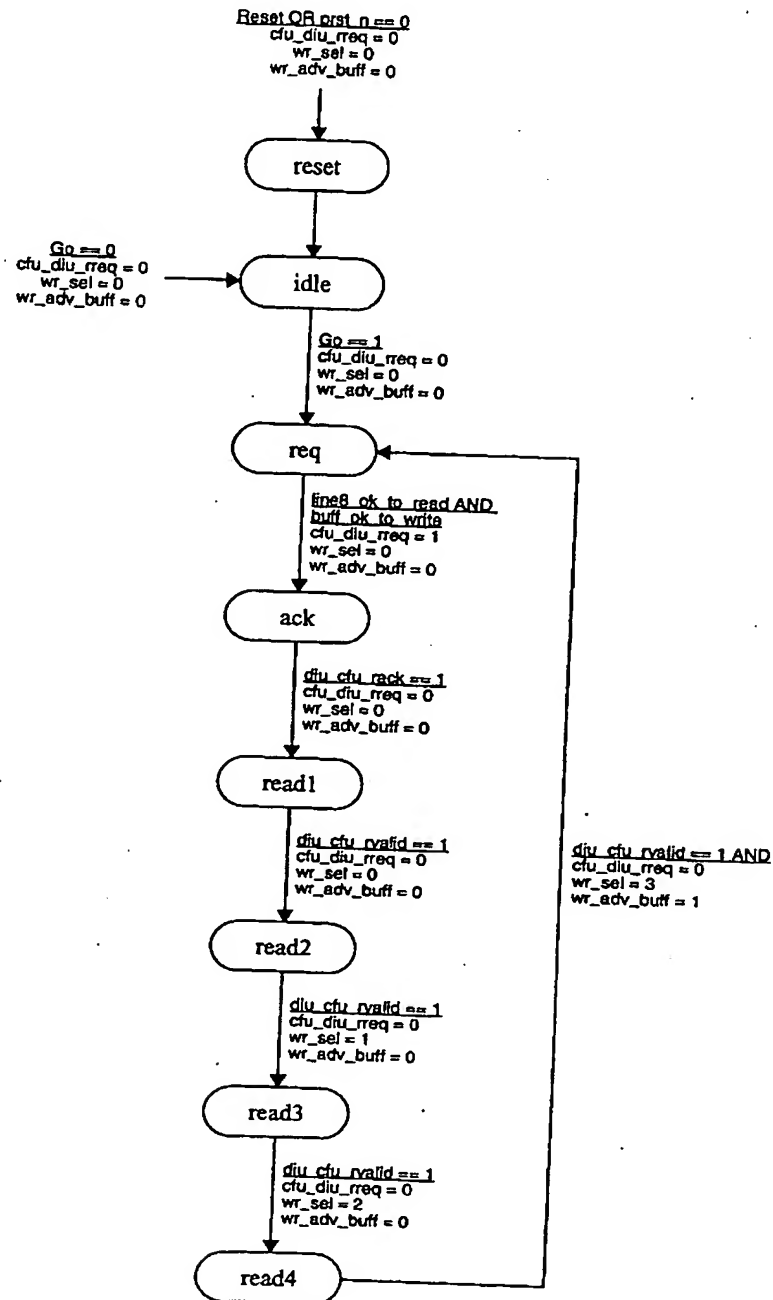 Reset OR prst_n == 0
cfu_diu_rreq = 0
wr_sel = 0
wr_adv_buff = 0
reset
Go == 0
cfu_diu_rreq = 0
wr_sel = 0
wr_adv_buff = 0
idle
Go == 1
cfu_diu_rreq = 0
wr_sel = 0
wr_adv_buff = 0
req
line8_ok_to_read AND
buff_ok_to_write
cfu_diu_rreq = 1
wr_sel = 0
wr_adv_buff = 0
ack
diu_cfu_rack == 1
cfu_diu_rreq = 0
wr_sel = 0
wr_adv_buff = 0
read1
diu_cfu_rvalid == 1
cfu_diu_rreq = 0
wr_sel = 0
wr_adv_buff = 0
diu_cfu_rvalid == 1 AND
cfu_diu_rreq = 0
wr_sel = 3
wr_adv_buff = 1
read2
diu_cfu_rvalid == 1
cfu_diu_rreq = 0
wr_sel = 1
wr_adv_buff = 0
read3
diu_cfu_rvalid == 1
cfu_diu_rreq = 0
wr_sel = 2
wr_adv_buff = 0
read4